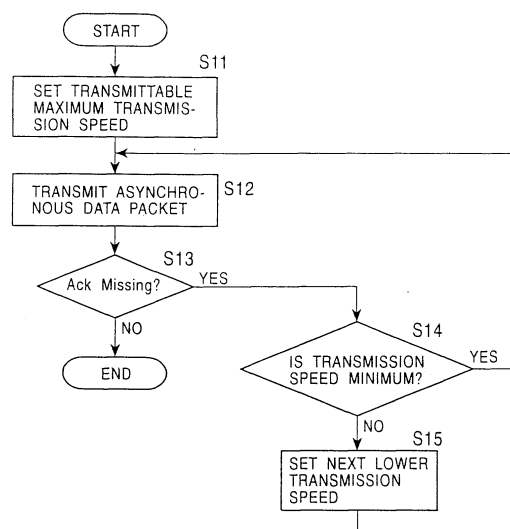 START
S11
SET TRANSMITTABLE
MAXIMUM TRANSMIS-
SION SPEED
S12
TRANSMIT ASYNCHRO-
NOUS DATA PACKET
S13
Ack Missing?
YES
NO
END
S14
IS TRANSMISSION
SPEED MINIMUM?
YES
NO
S15
SET NEXT LOWER
TRANSMISSION
SPEED